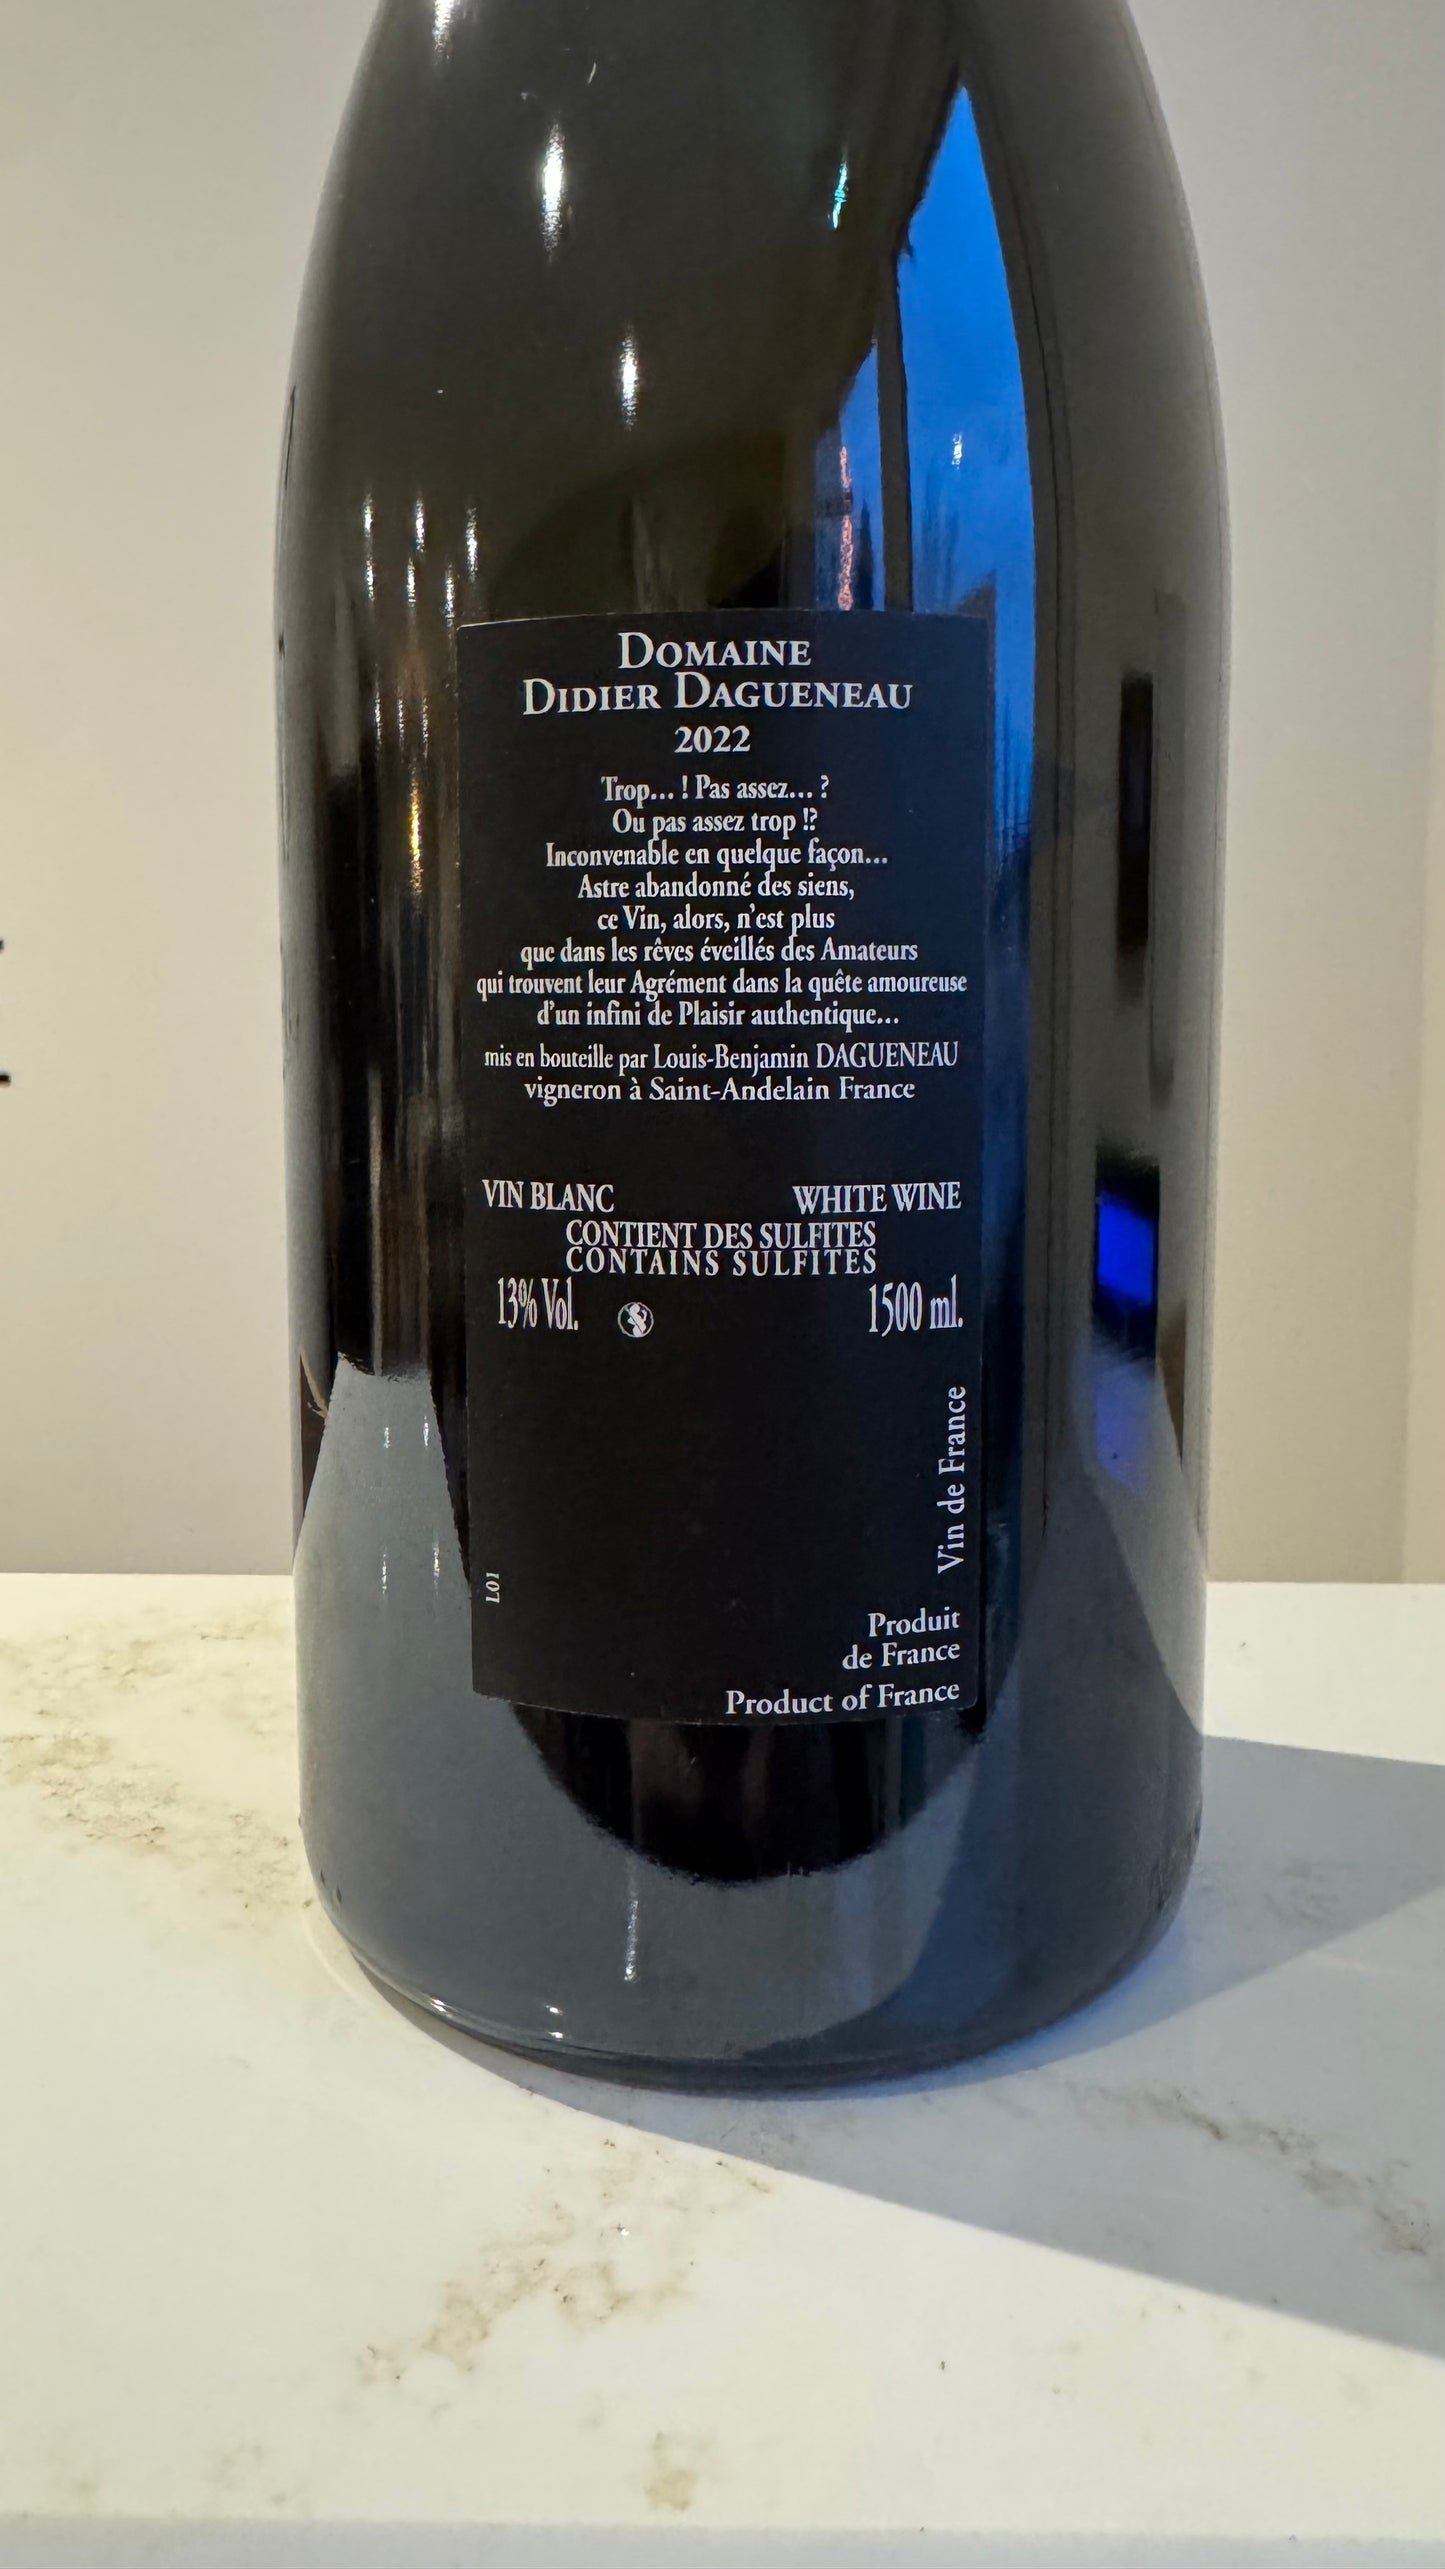 DOMAINE
DIDIER DAGUENEAU
2022
Trop... ! Pas assez... ?
Ou pas assez trop !?
Inconvenable en quelque façon...
Astre abandonné des siens,
ce Vin, alors, n'est plus
que dans les rêves éveillés des Amateurs
qui trouvent leur Agrément dans la quête amoureuse
d'un infini de Plaisir authentique...
mis en bouteille par Louis-Benjamin DAGUENEAU
vigneron à Saint-Andelain France
VIN BLANC WHITE WINE
CONTIENT DES SULFITES
CONTAINS SULFITES
13% Vol. 1500 ml.
Vin de France
L01
Produit
de France
Product of France